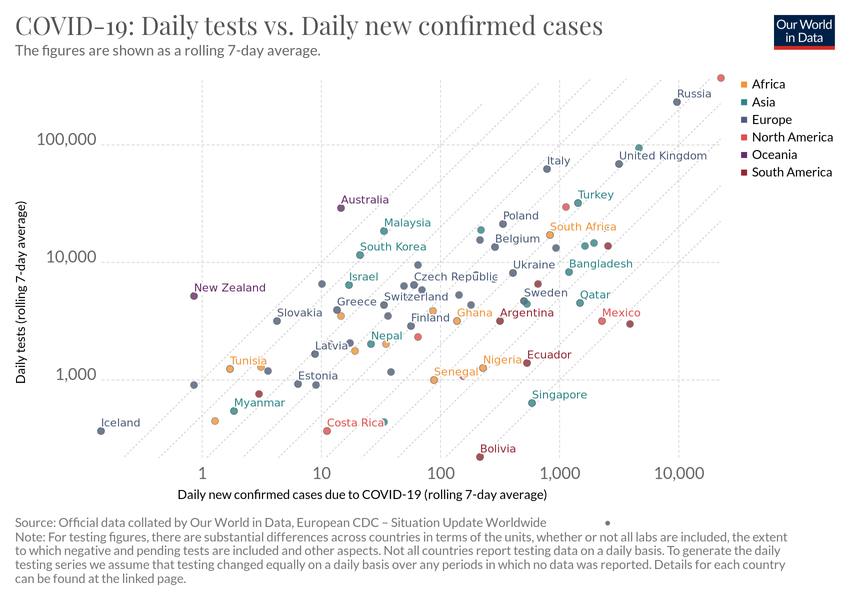 COVID-19: Daily tests vs. Daily new confirmed cases
The figures are shown as a rolling 7-day average.
Our World
in Data
Africa
Asia
Europe
North America
Oceania
South America
Daily tests (rolling 7-day average)
100,000
10,000
1,000
Russia
United Kingdom
Italy
Turkey
Australia
Malaysia
Poland
South Africa
South Korea
Belgium
Ukraine
Bangladesh
Israel
Czech Republic
New Zealand
Switzerland
Sweden
Qatar
Greece
Slovakia
Finland
Ghana
Argentina
Mexico
Latvia
Nepal
Tunisia
Estonia
Senegal
Nigeria
Ecuador
Myanmar
Singapore
Iceland
Costa Rica
Bolivia
1
10
100
1,000
10,000
Daily new confirmed cases due to COVID-19 (rolling 7-day average)
Source: Official data collated by Our World in Data, European CDC – Situation Update Worldwide
Note: For testing figures, there are substantial differences across countries in terms of the units, whether or not all labs are included, the extent
to which negative and pending tests are included and other aspects. Not all countries report testing data on a daily basis. To generate the daily
testing series we assume that testing changed equally on a daily basis over any periods in which no data was reported. Details for each country
can be found at the linked page.